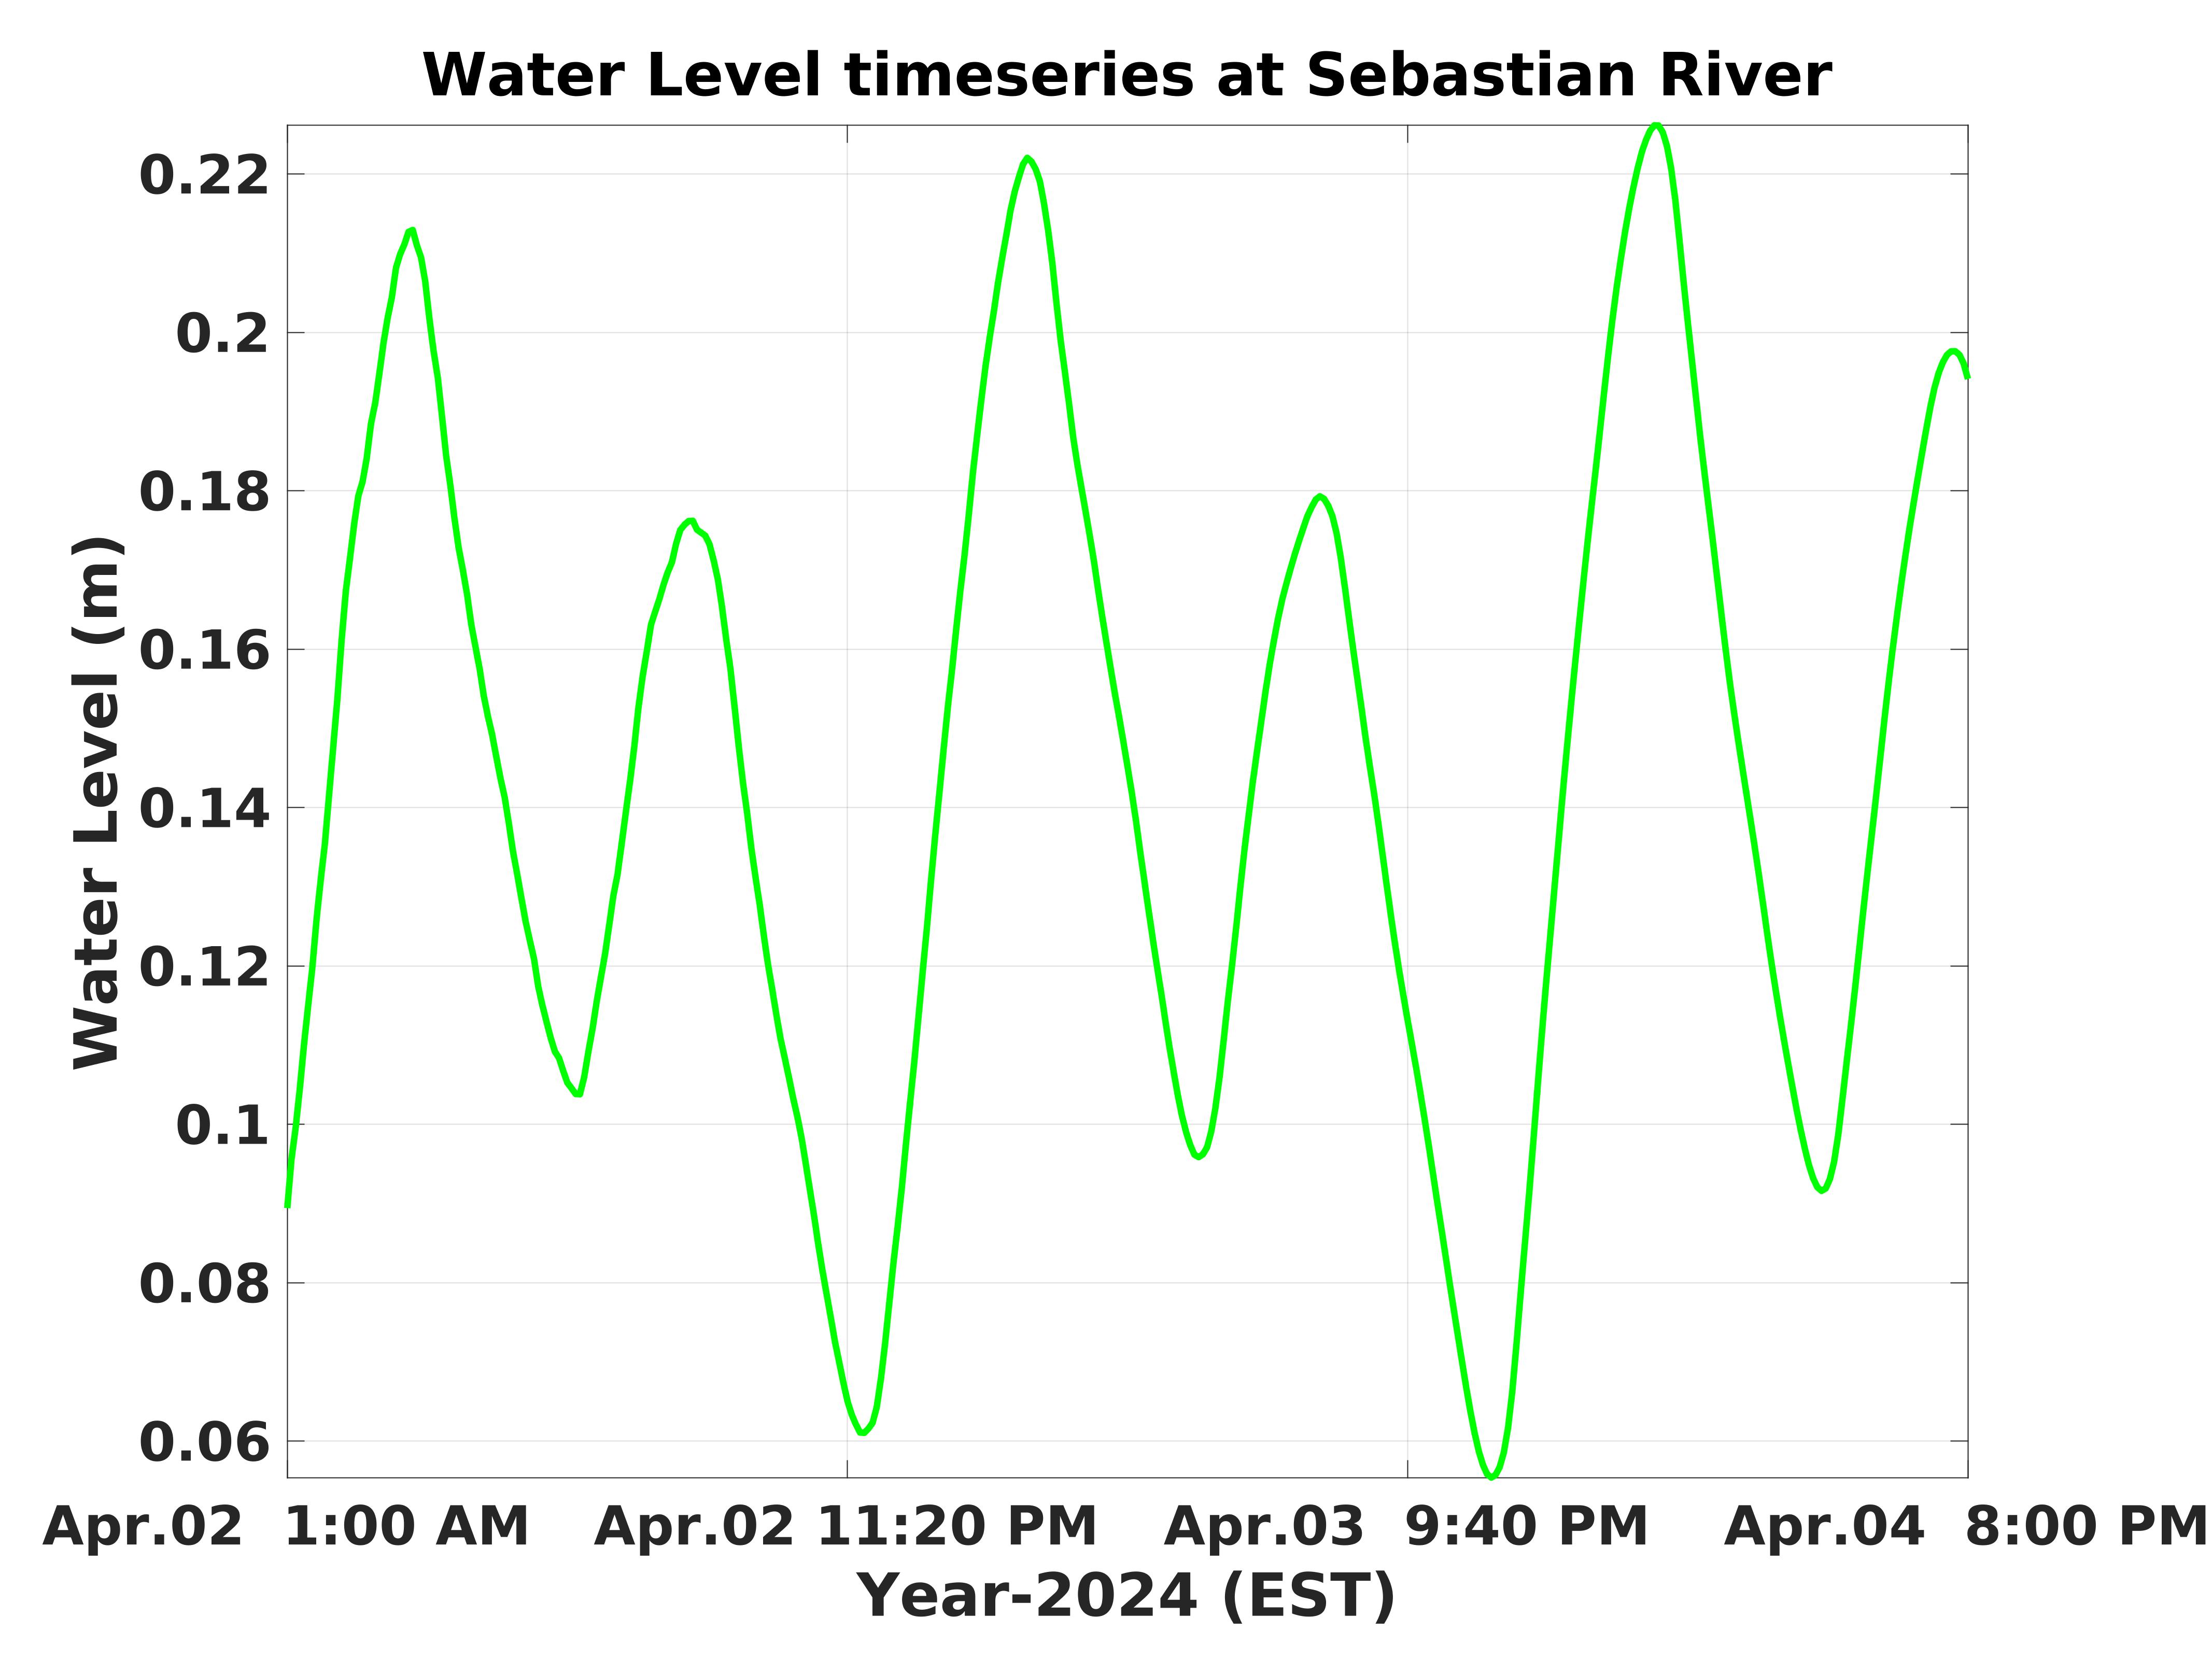 Water Level timeseries at Sebastian River
Water Level (m)
0.22
0.2
0.18
0.16
0.14
0.12
0.1
0.08
0.06
Apr.02 1:00 AM
Apr.02 11:20 PM
Apr.03 9:40 PM
Apr.04 8:00 PM
Year-2024 (EST)